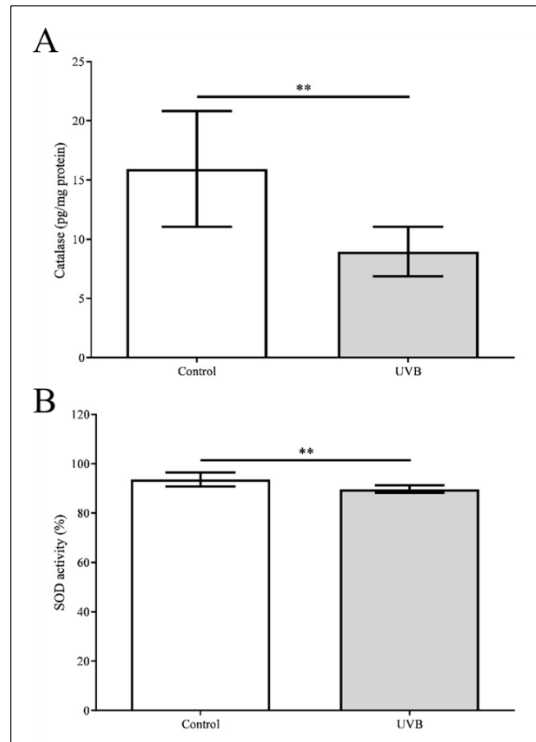 A
Catalase (pg/mg protein)
25
20
15
10
5
0
**
Control
UVB
B
SOD activity (%)
120
100
80
60
40
20
0
**
Control
UVB